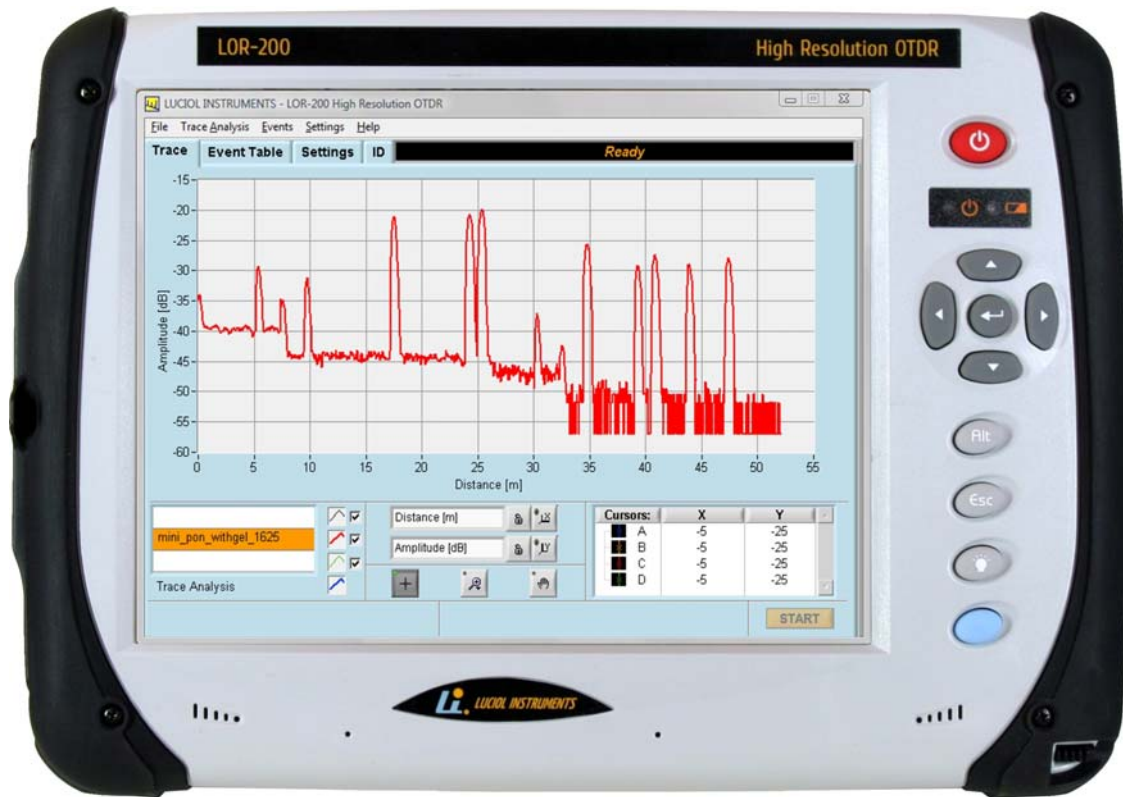 LOR-200 High Resolution OTDR
LUCIOL INSTRUMENTS - LOR-200 High Resolution OTDR
File Trace Analysis Events Settings Help
Trace Event Table Settings ID Ready
-15
-20
-25
-30
-35
-40
-45
-50
-55
-60
Amplitude [dB]
0 5 10 15 20 25 30 35 40 45 50 55
Distance [m]
mini_pon_withgel_1625
Trace Analysis
Distance [m]
Amplitude [dB]
Cursors: X Y
A -5 -25
B -5 -25
C -5 -25
D -5 -25
START
Alt
Esc
Li. LUCIOL INSTRUMENTS